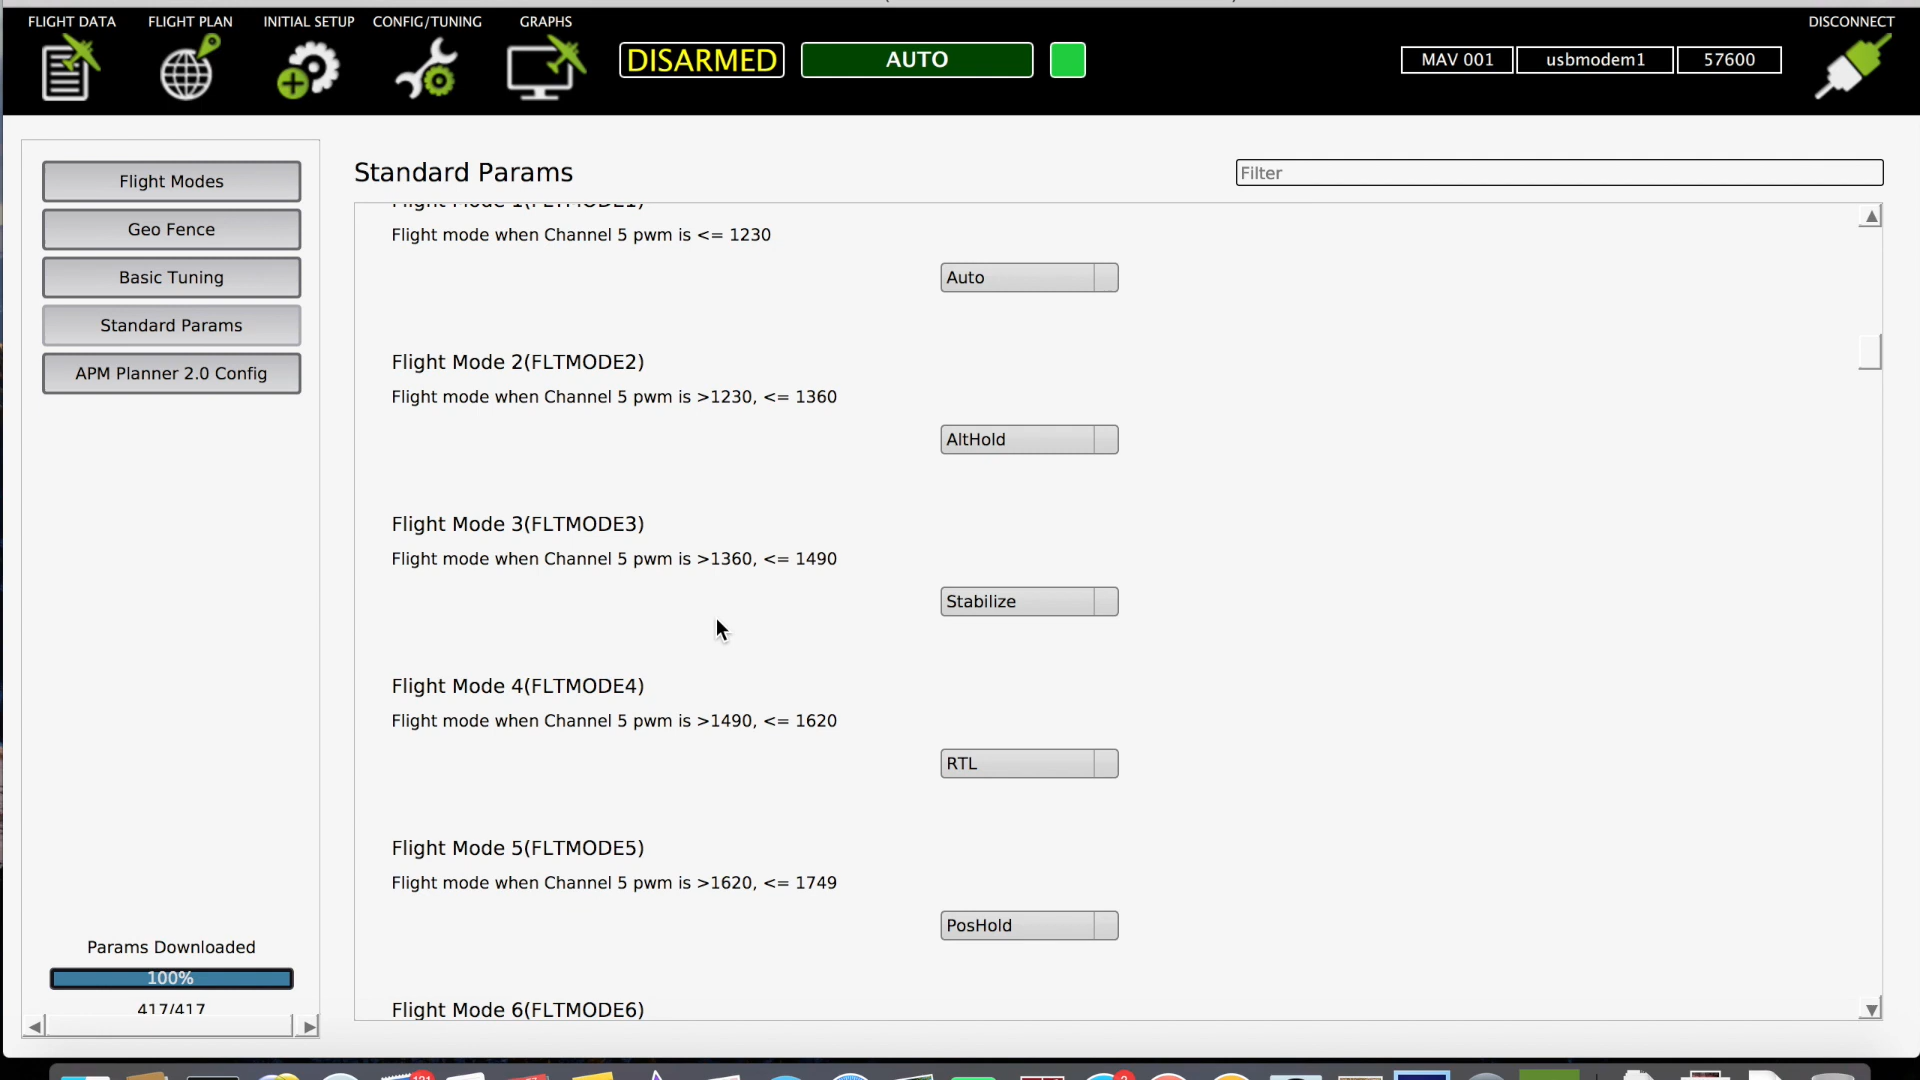 FLIGHT DATA FLIGHT PLAN INITIAL SETUP CONFIG/TUNING GRAPHS DISCONNECT
DISARMED AUTO MAV 001 usbmodem1 57600
Flight Modes
Geo Fence
Basic Tuning
Standard Params
APM Planner 2.0 Config
Params Downloaded
100%
417/417
Standard Params
Filter
Flight Mode 1(FLTMODE1)
Flight mode when Channel 5 pwm is <= 1230
Auto
Flight Mode 2(FLTMODE2)
Flight mode when Channel 5 pwm is >1230, <= 1360
AltHold
Flight Mode 3(FLTMODE3)
Flight mode when Channel 5 pwm is >1360, <= 1490
Stabilize
Flight Mode 4(FLTMODE4)
Flight mode when Channel 5 pwm is >1490, <= 1620
RTL
Flight Mode 5(FLTMODE5)
Flight mode when Channel 5 pwm is >1620, <= 1749
PosHold
Flight Mode 6(FLTMODE6)